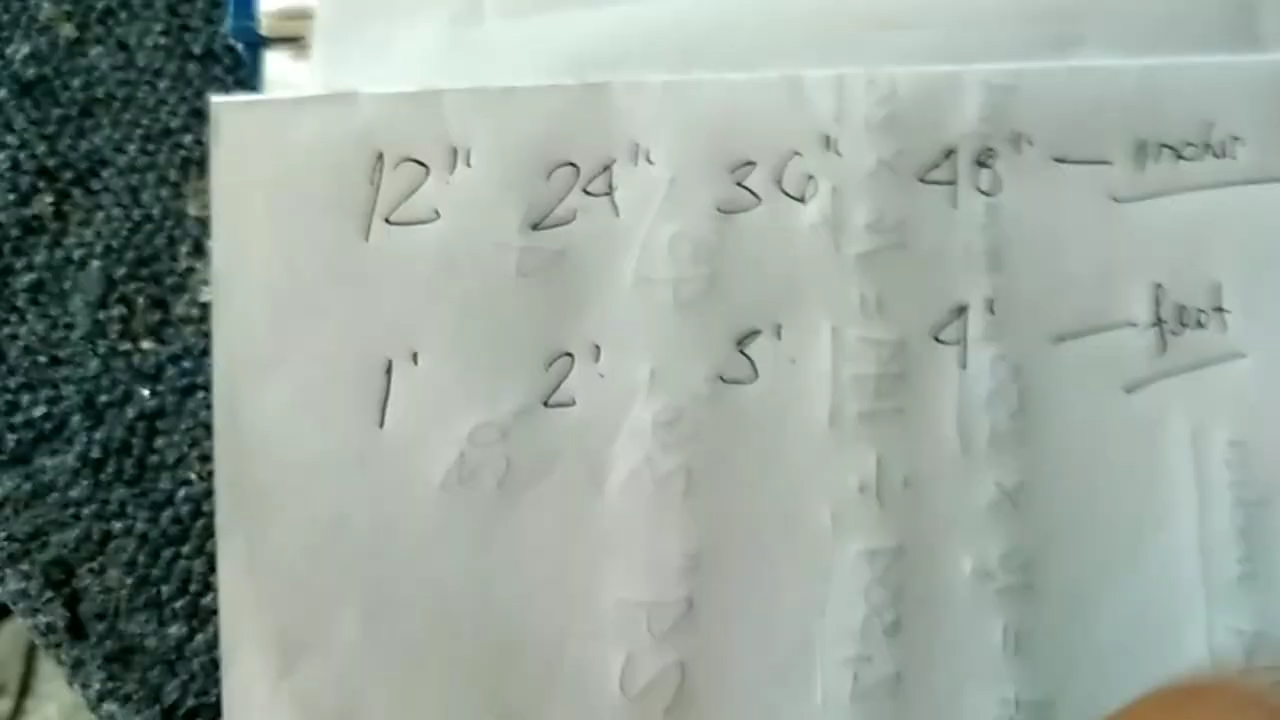 12" 24" 36" 48" — inches
1' 2' 3' 4' — foot